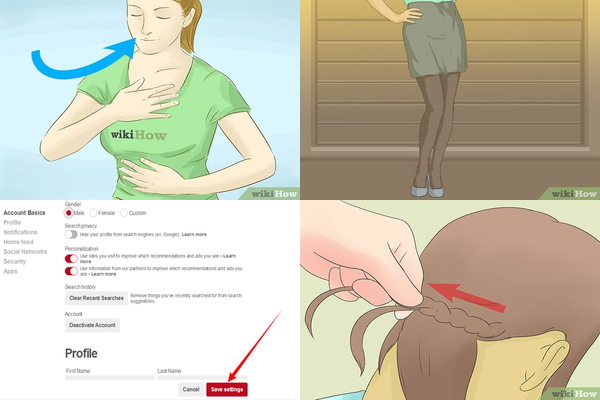 wikiHow
wikiHow
wikiHow
Account Basics
Profile
Notifications
Home feed
Social Networks
Security
Apps
Gender
Male Female Custom
Search privacy
Hide your profile from search engines (ex: Google). Learn more
Personalization
Use sites you visit to improve which recommendations and ads you see › Learn
more
Use information from our partners to improve which recommendations and ads you
see › Learn more
Search history
Clear Recent Searches Remove things you've recently searched for from search
suggestions
Account
Deactivate Account
Profile
First Name Last Name
Cancel Save settings
wikiHow